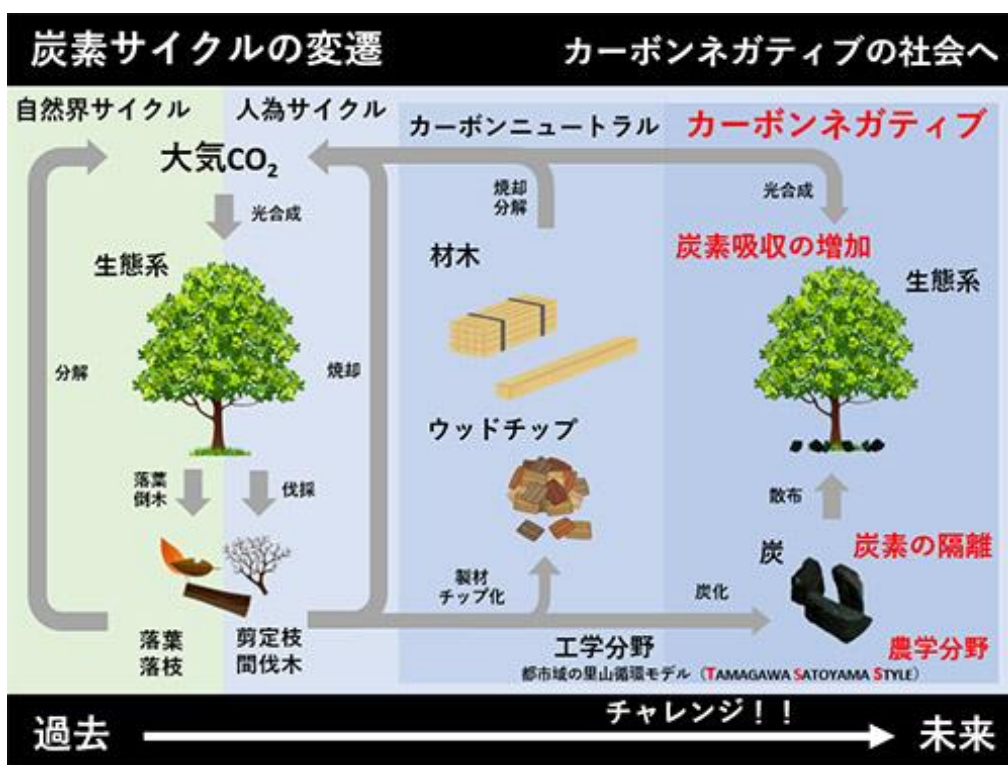 炭素サイクルの変遷
カーボンネガティブの社会へ
自然界サイクル
人為サイクル
カーボンニュートラル
カーボンネガティブ
大気CO₂
光合成
生態系
分解
焼却
落葉
倒木
伐採
落葉
落枝
剪定枝
間伐木
焼却
分解
材木
ウッドチップ
製材
チップ化
光合成
炭素吸収の増加
生態系
散布
炭
炭素の隔離
炭化
工学分野
農学分野
都市域の里山循環モデル(TAMAGAWA SATOYAMA STYLE)
チャレンジ!!
過去
未来